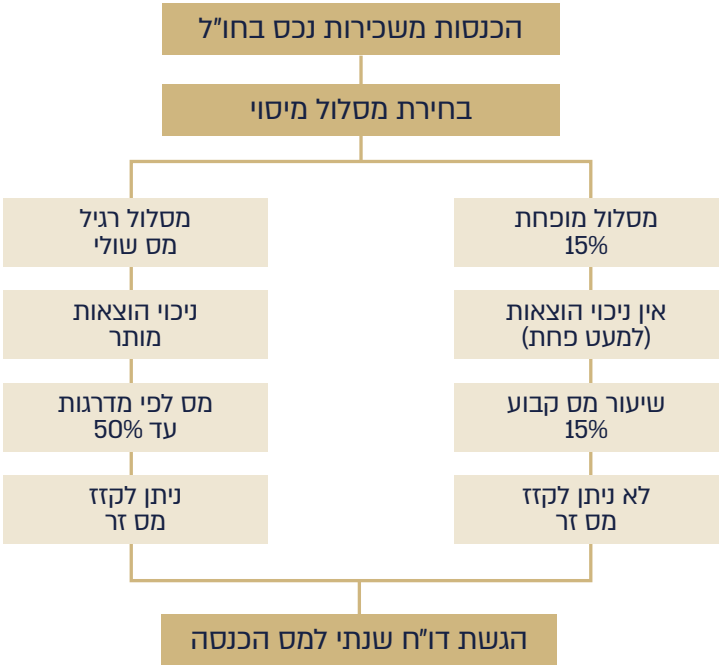 הכנסות משכירות נכס בחו"ל
בחירת מסלול מיסוי
מסלול מופחת
15%
אין ניכוי הוצאות
(למעט פחת)
שיעור מס קבוע
15%
לא ניתן לקזז
מס זר
מסלול רגיל
מס שולי
ניכוי הוצאות
מותר
מס לפי מדרגות
עד 50%
ניתן לקזז
מס זר
הגשת דו"ח שנתי למס הכנסה